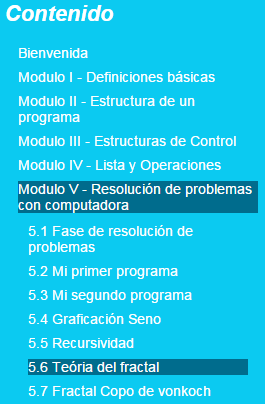 Contenido
Bienvenida
Modulo I - Definiciones básicas
Modulo II - Estructura de un
programa
Modulo III - Estructuras de Control
Modulo IV - Lista y Operaciones
Modulo V - Resolución de problemas
con computadora
5.1 Fase de resolución de
problemas
5.2 Mi primer programa
5.3 Mi segundo programa
5.4 Graficación Seno
5.5 Recursividad
5.6 Teória del fractal
5.7 Fractal Copo de vonkoch